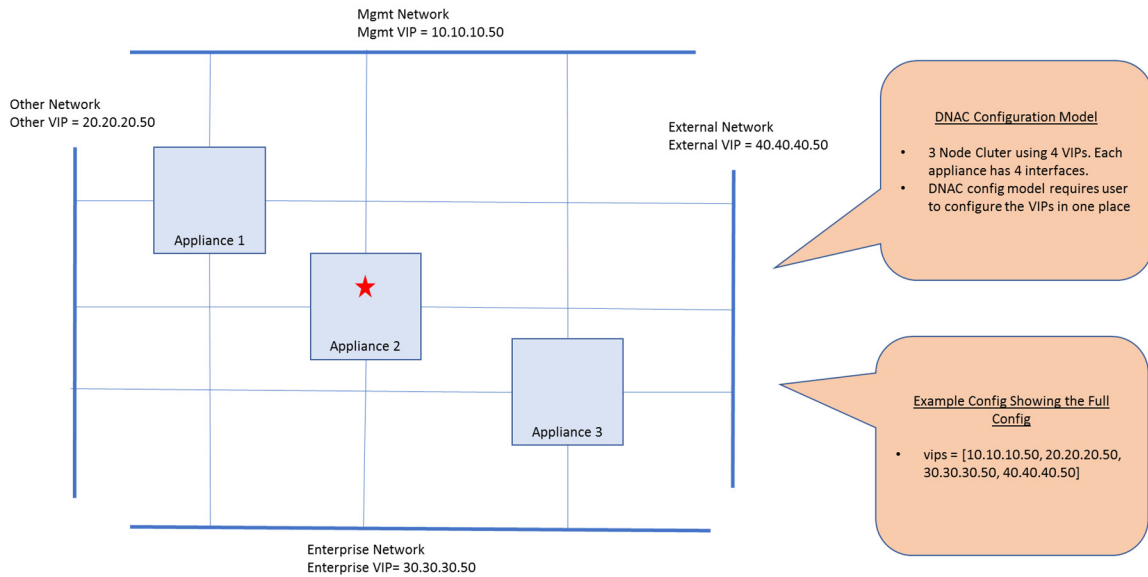 Mgmt Network
Mgmt VIP = 10.10.10.50
Other Network
Other VIP = 20.20.20.50
External Network
External VIP = 40.40.40.50
Appliance 1
Appliance 2
Appliance 3
Enterprise Network
Enterprise VIP= 30.30.30.50
DNAC Configuration Model
• 3 Node Cluter using 4 VIPs. Each
appliance has 4 interfaces.
• DNAC config model requires user
to configure the VIPs in one place
Example Config Showing the Full
Config
• vips = [10.10.10.50, 20.20.20.50,
30.30.30.50, 40.40.40.50]